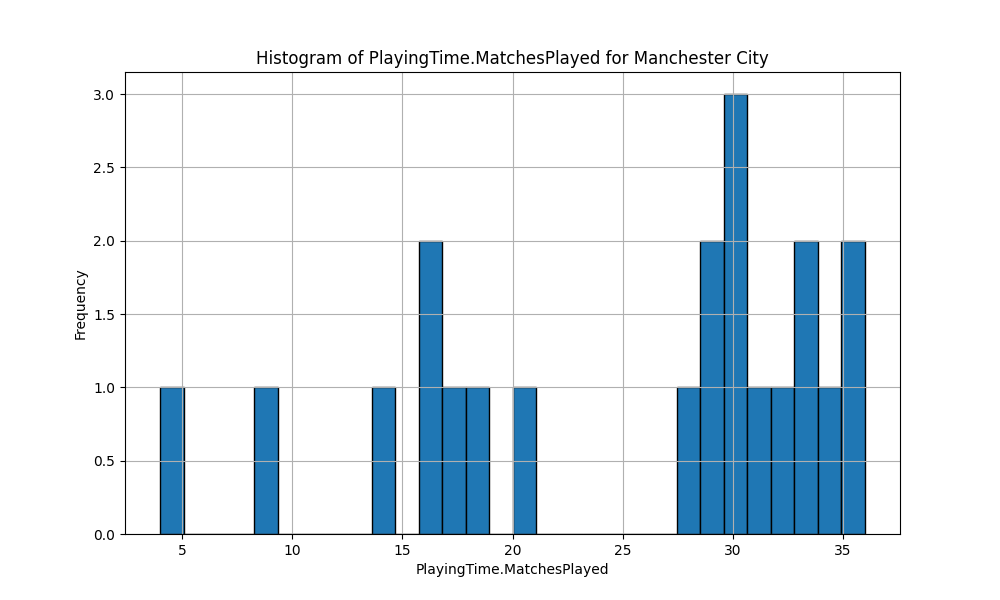 Histogram of PlayingTime.MatchesPlayed for Manchester City
3.0
2.5
2.0
1.5
1.0
0.5
0.0
Frequency
5 10 15 20 25 30 35
PlayingTime.MatchesPlayed